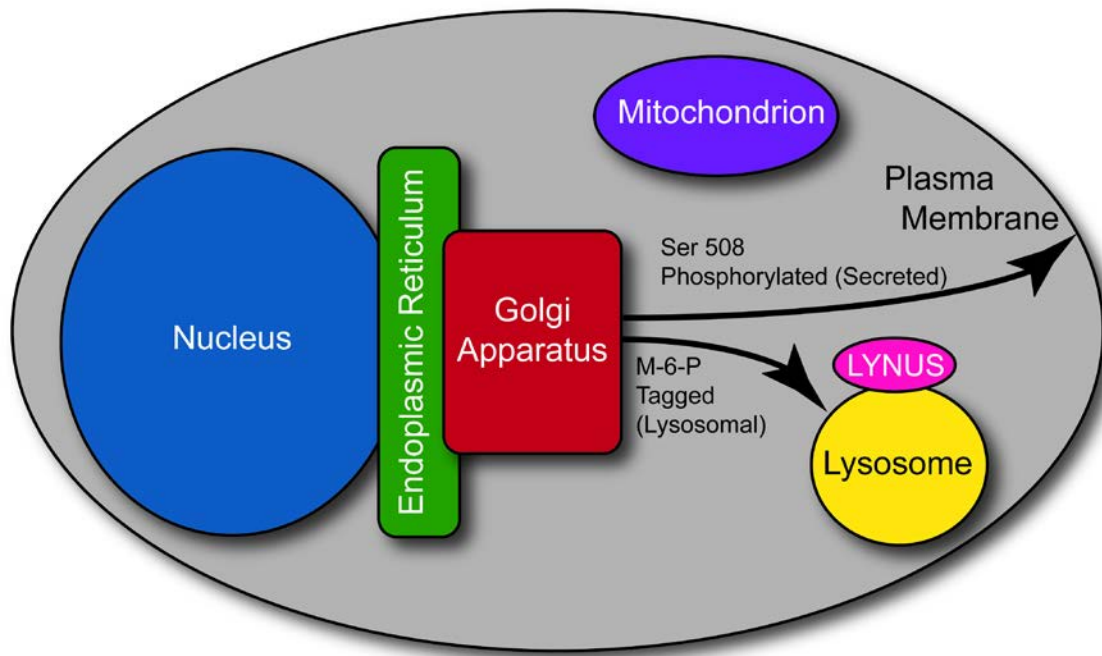 Mitochondrion
Plasma
Membrane
Nucleus
Endoplasmic Reticulum
Golgi
Apparatus
Ser 508
Phosphorylated (Secreted)
M-6-P
Tagged
(Lysosomal)
LYNUS
Lysosome